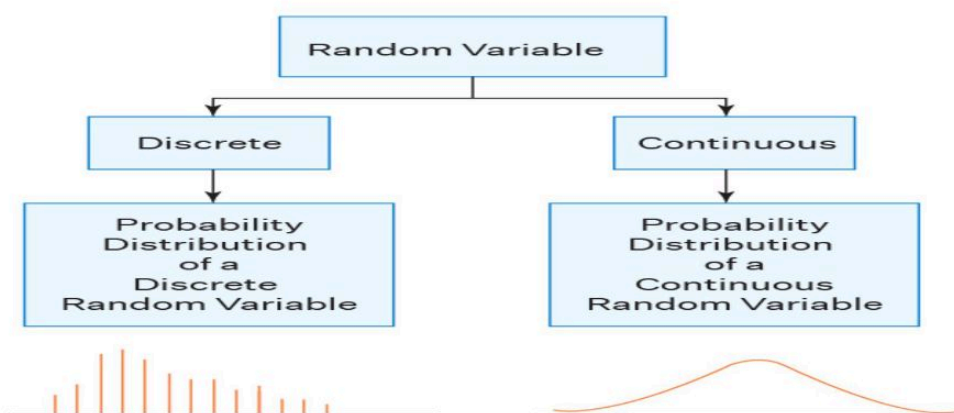 Random Variable
Discrete
Continuous
Probability
Distribution
of a
Discrete
Random Variable
Probability
Distribution
of a
Continuous
Random Variable